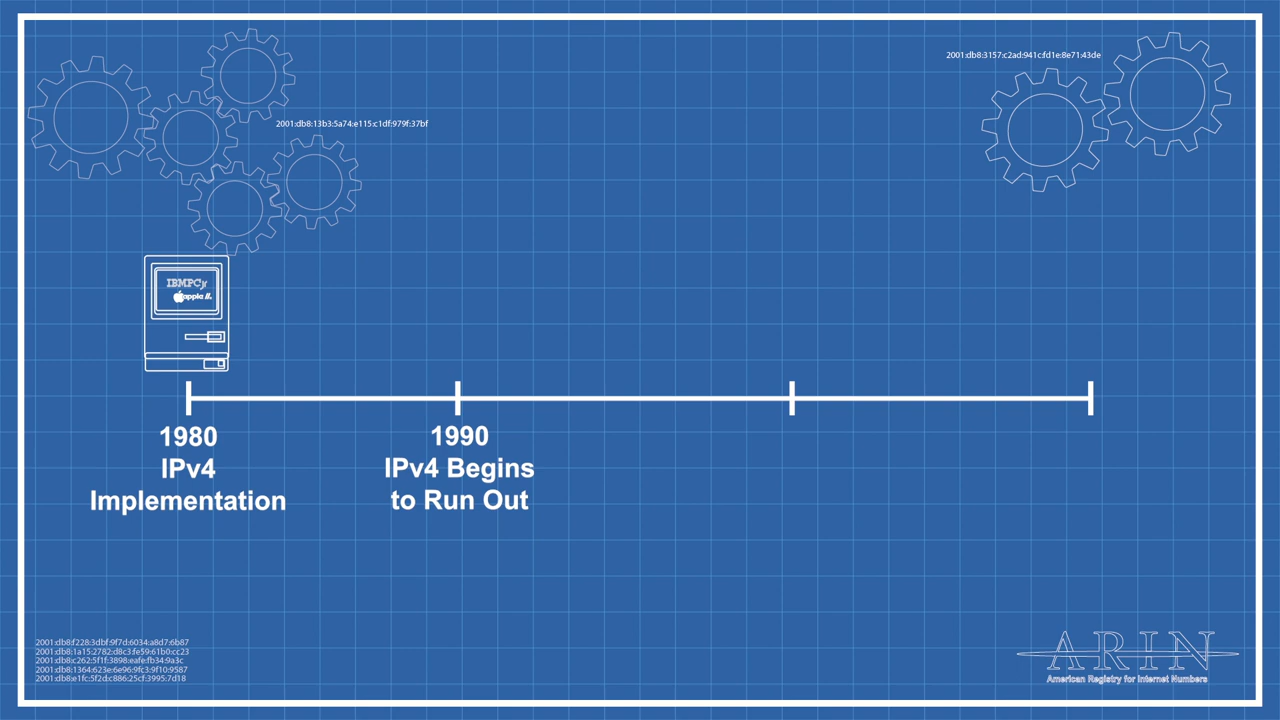 2001:db8:3157:c2ad:941c:fd1e:8e71:43de
2001:db8:13b3:5a74:e115:c1df:979f:37bf
IBMPCjr
apple II.
1980
IPv4
Implementation
1990
IPv4 Begins
to Run Out
2001:db8:f228:3dbf:9f7d:6034:a8d7:6b87
2001:db8:1a15:2782:d8c3:fe59:61b0:cc23
2001:db8:c262:5f1f:3898:eafe:fb34:9a3c
2001:db8:1364:623e:6e96:9fc3:9f10:9587
2001:db8:e1fc:5f2d:c886:25cf:3995:7d18
ARIN
American Registry for Internet Numbers